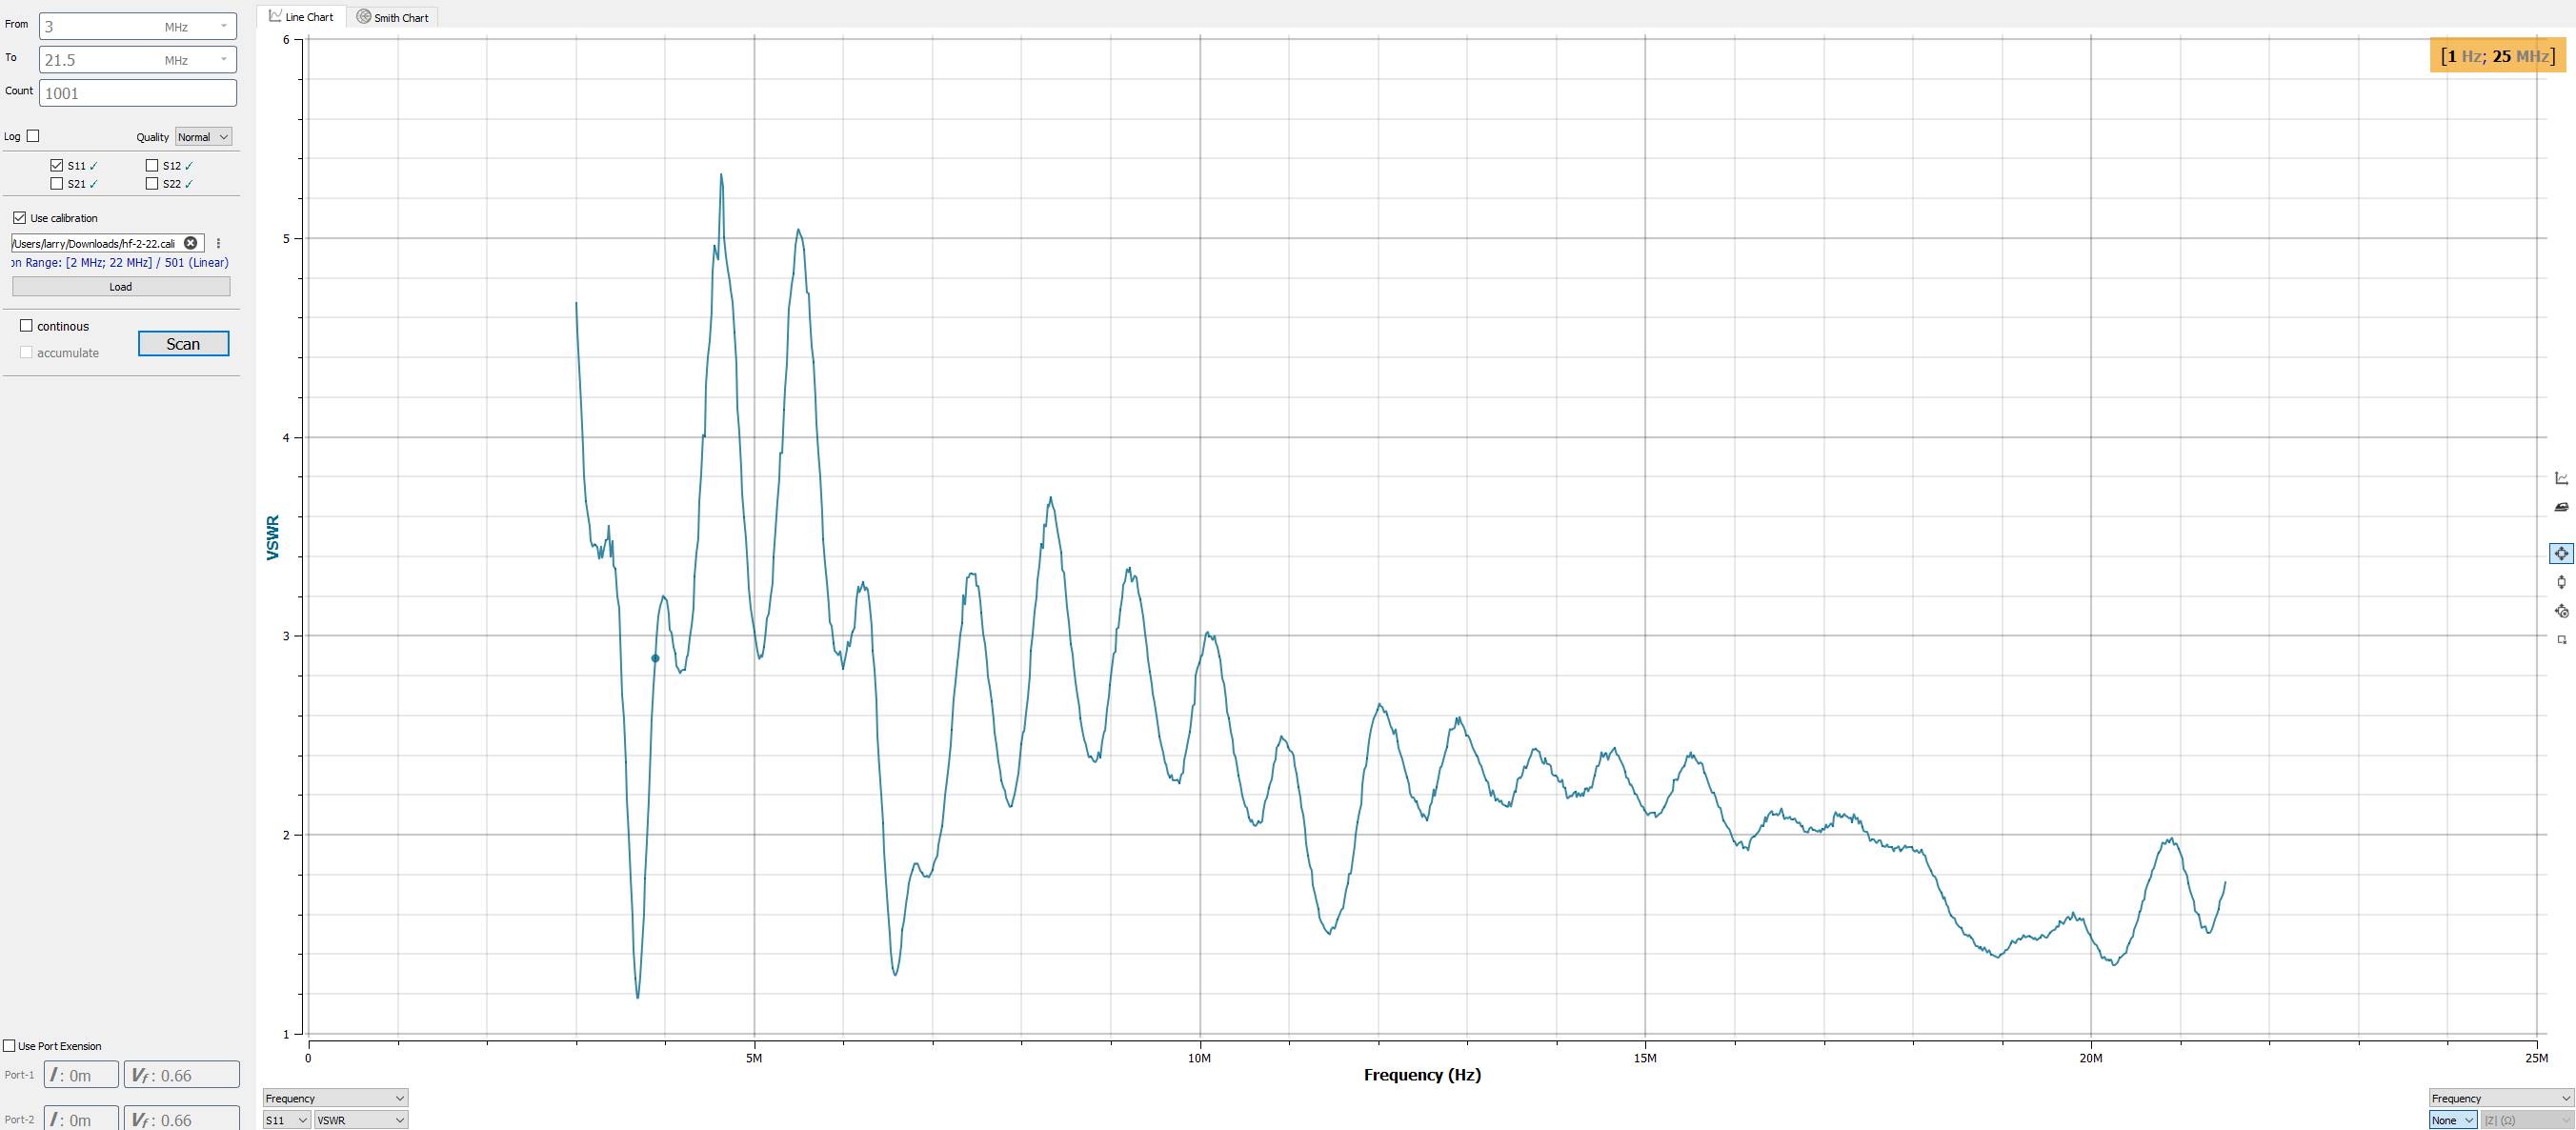 From 3 MHz
To 21.5 MHz
Count 1001
Log Quality Normal
S11 ✓ S12 ✓
S21 ✓ S22 ✓
Use calibration
/Users/larry/Downloads/hf-2-22.cali
on Range: [2 MHz; 22 MHz] / 501 (Linear)
Load
continous
accumulate
Scan
Use Port Exension
Port-1 l : 0m Vf : 0.66
Port-2 l : 0m Vf : 0.66
Line Chart Smith Chart
[1 Hz; 25 MHz]
6
5
4
3
2
1
VSWR
0 5M 10M 15M 20M 25M
Frequency (Hz)
Frequency
S11 VSWR
Frequency
None |Z| (Ω)